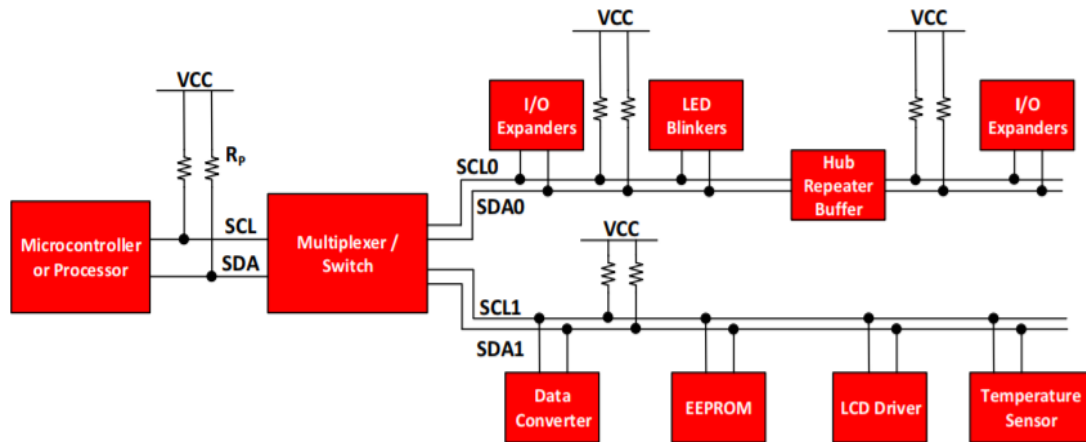 VCC
VCC
VCC
I/O
Expanders
LED
Blinkers
I/O
Expanders
RP
SCL0
SDA0
Hub
Repeater
Buffer
Microcontroller
or Processor
SCL
SDA
Multiplexer /
Switch
VCC
SCL1
SDA1
Data
Converter
EEPROM
LCD Driver
Temperature
Sensor